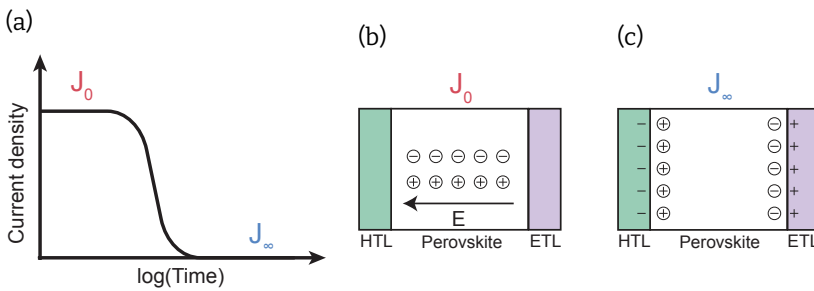 (a)
Current density
J₀
J∞
log(Time)
(b)
J₀
− − − − −
+ + + + +
E
HTL Perovskite ETL
(c)
J∞
− + − +
− + − +
− + − +
− + − +
− + − +
HTL Perovskite ETL